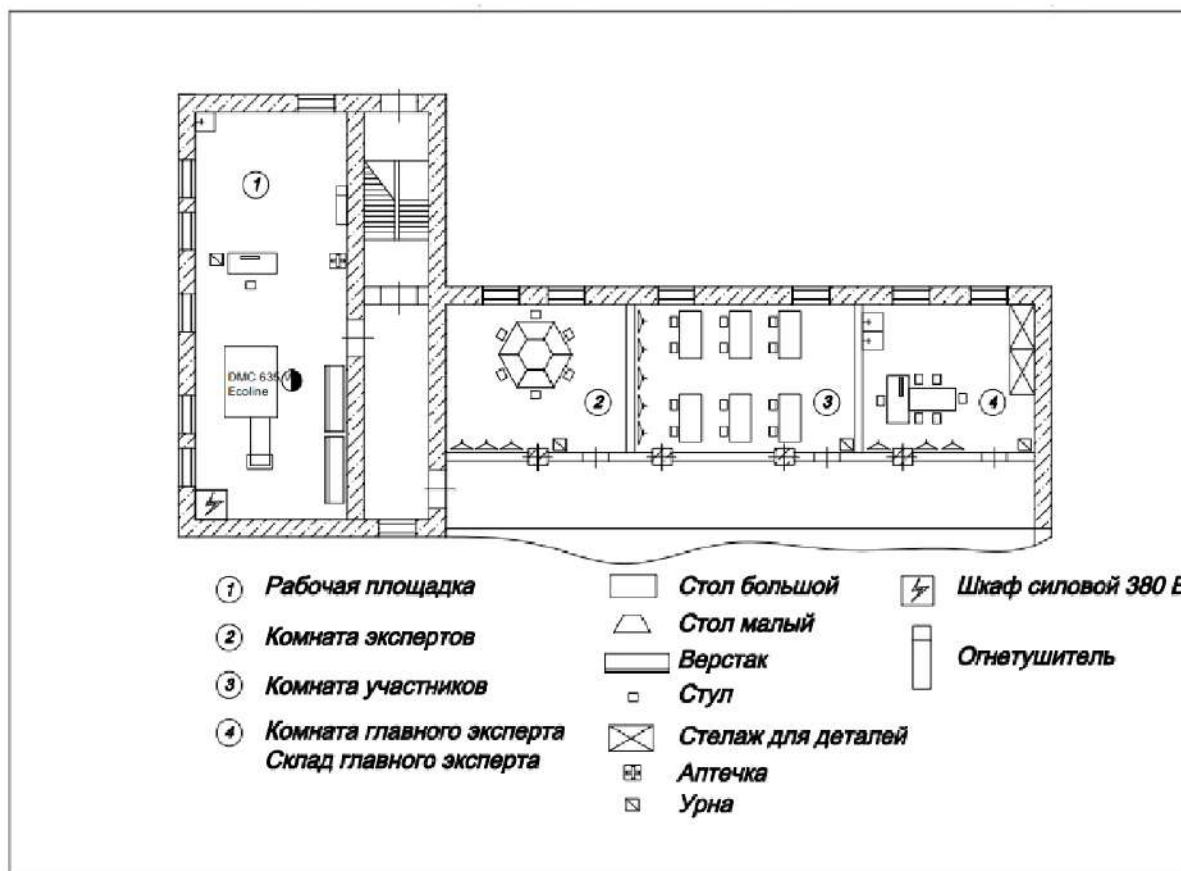 1
DMC 635 V
Ecoline
2
3
4
1 Рабочая площадка
2 Комната экспертов
3 Комната участников
4 Комната главного эксперта
Склад главного эксперта
Стол большой
Стол малый
Верстак
Стул
Стелаж для деталей
Аптечка
Урна
Шкаф силовой 380 В
Огнетушитель